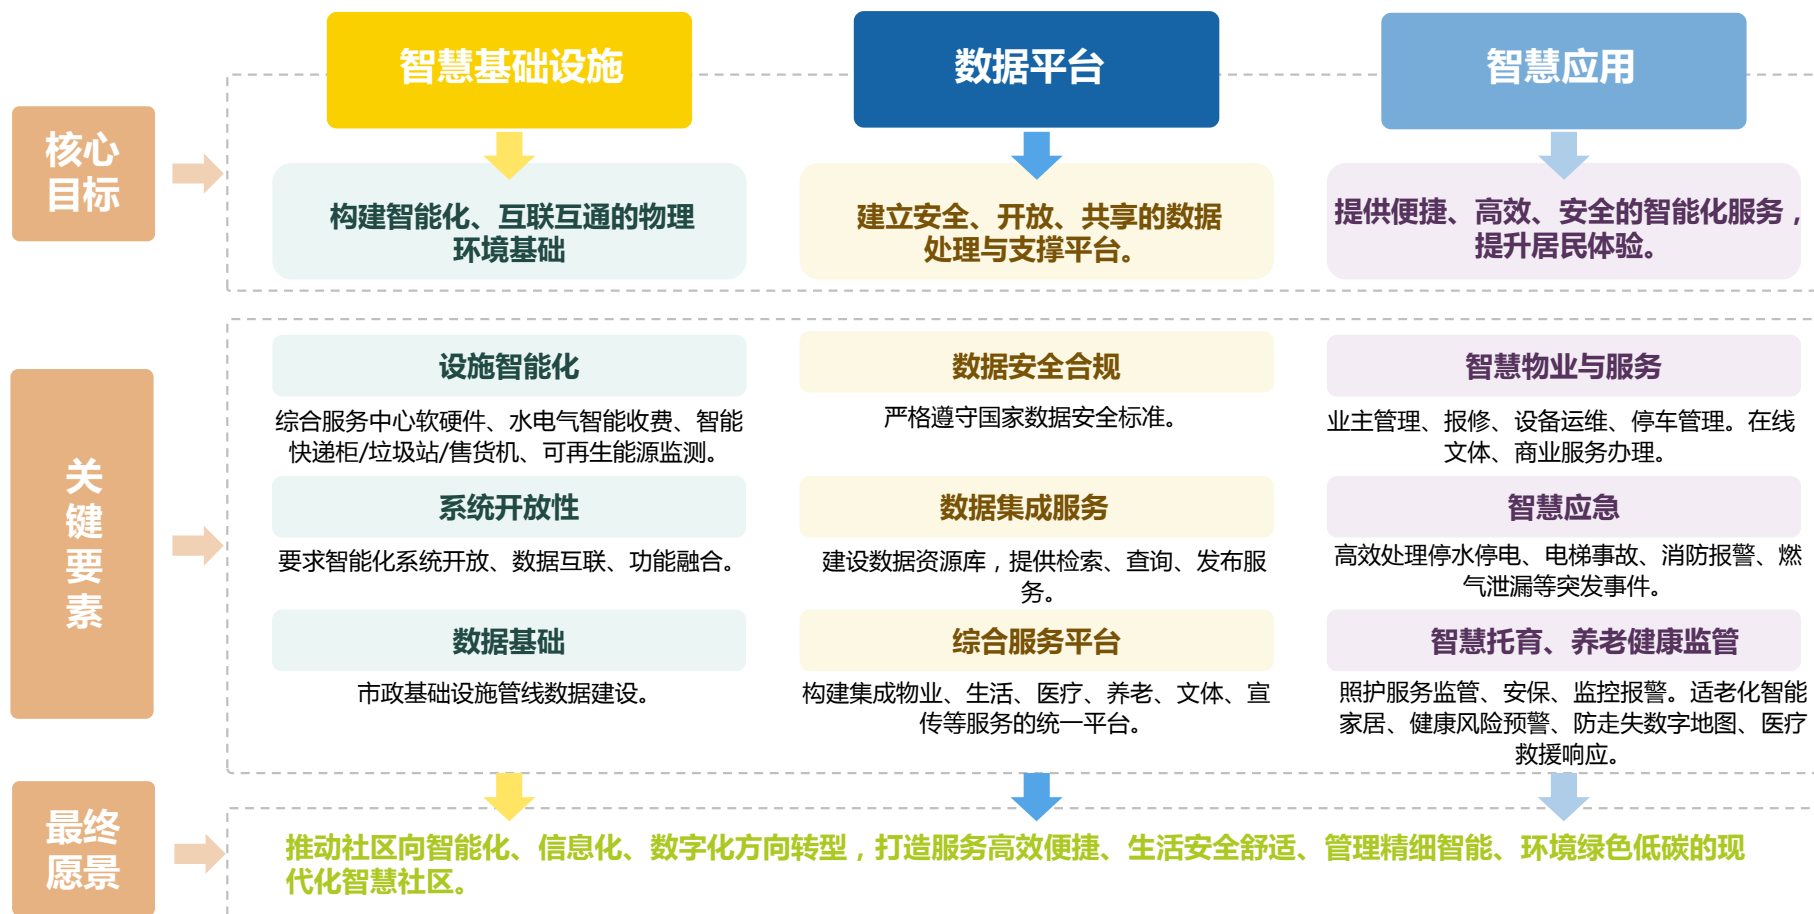 智慧基础设施
数据平台
智慧应用
核心
目标
构建智能化、互联互通的物理
环境基础
建立安全、开放、共享的数据
处理与支撑平台。
提供便捷、高效、安全的智能化服务，
提升居民体验。
关
键
要
素
设施智能化
综合服务中心软硬件、水电气智能收费、智能
快递柜/垃圾站/售货机、可再生能源监测。
系统开放性
要求智能化系统开放、数据互联、功能融合。
数据基础
市政基础设施管线数据建设。
数据安全合规
严格遵守国家数据安全标准。
数据集成服务
建设数据资源库，提供检索、查询、发布服
务。
综合服务平台
构建集成物业、生活、医疗、养老、文体、宣
传等服务的统一平台。
智慧物业与服务
业主管理、报修、设备运维、停车管理。在线
文体、商业服务办理。
智慧应急
高效处理停水停电、电梯事故、消防报警、燃
气泄漏等突发事件。
智慧托育、养老健康监管
照护服务监管、安保、监控报警。适老化智能
家居、健康风险预警、防走失数字地图、医疗
救援响应。
最终
愿景
推动社区向智能化、信息化、数字化方向转型，打造服务高效便捷、生活安全舒适、管理精细智能、环境绿色低碳的现
代化智慧社区。